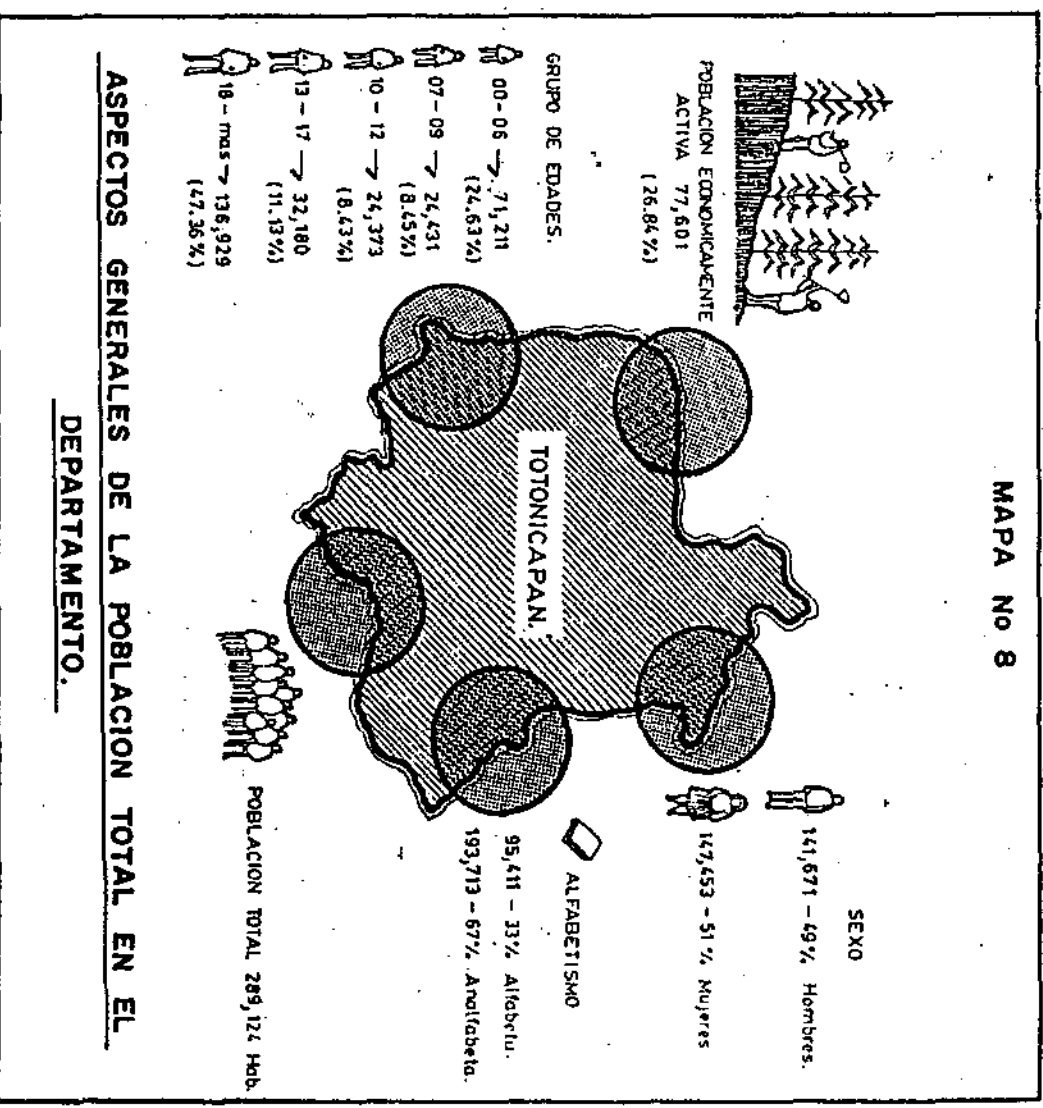 MAPA No 8
POBLACION ECONOMICAMENTE
ACTIVA 77,601
(26.84%)
GRUPO DE EDADES.
00-06 → 71,211
(24.63%)
07-09 → 24,431
(8.45%)
10-12 → 24,373
(8.43%)
13-17 → 32,180
(11.13%)
18-mas → 136,929
(47.36%)
TOTONICAPAN.
SEXO
141,671 - 49% Hombres.
147,453 - 51% Mujeres
ALFABETISMO
95,411 - 33% Alfabeta.
193,713 - 67% Analfabeta.
POBLACION TOTAL 289,124 Hab.
ASPECTOS GENERALES DE LA POBLACION TOTAL EN EL
DEPARTAMENTO.